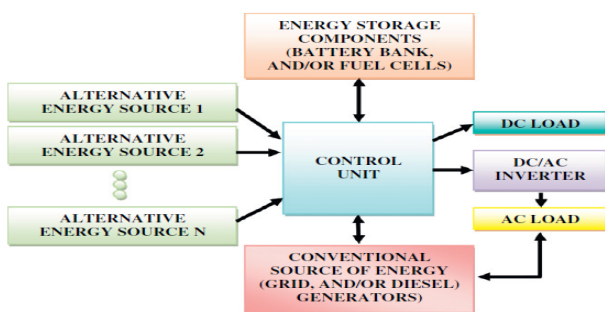 ENERGY STORAGE
COMPONENTS
(BATTERY BANK,
AND/OR FUEL CELLS)
ALTERNATIVE
ENERGY SOURCE 1
ALTERNATIVE
ENERGY SOURCE 2
ALTERNATIVE
ENERGY SOURCE N
CONTROL
UNIT
DC LOAD
DC/AC
INVERTER
AC LOAD
CONVENTIONAL
SOURCE OF ENERGY
(GRID, AND/OR DIESEL)
GENERATORS)